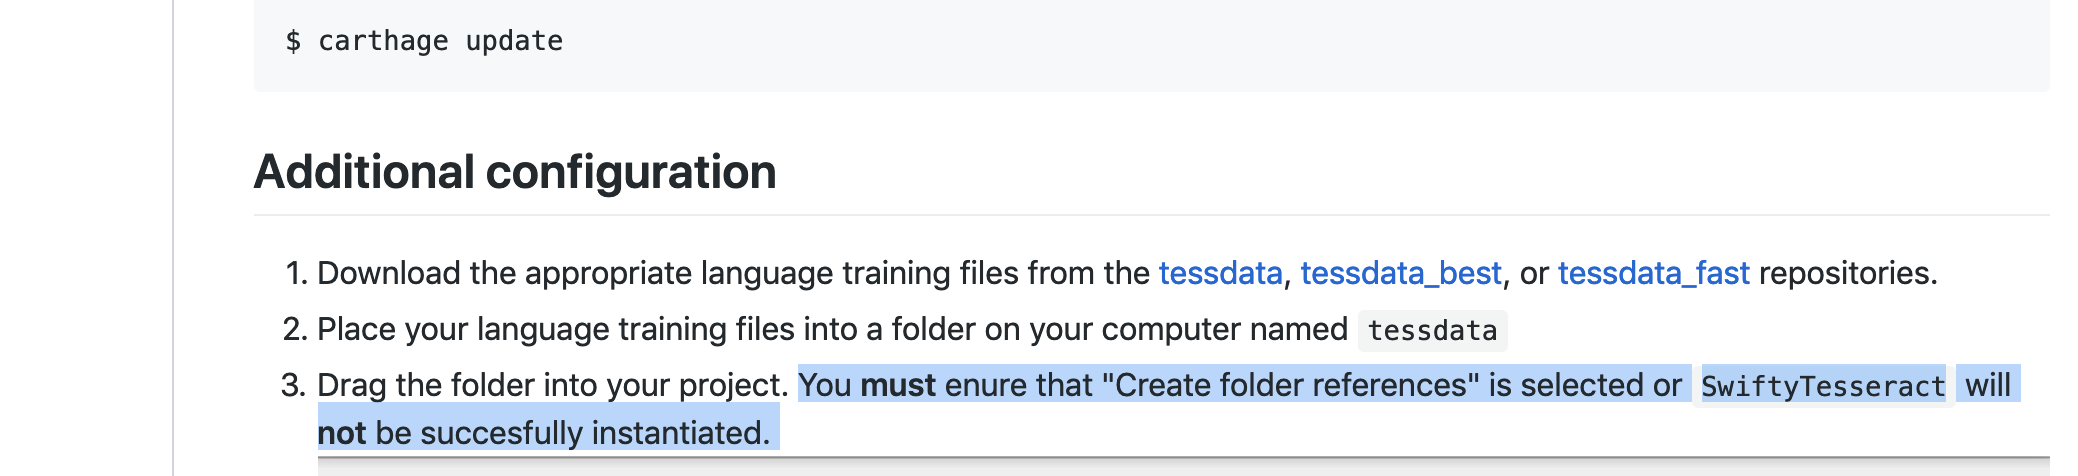 $ carthage update
Additional configuration
1. Download the appropriate language training files from the tessdata, tessdata_best, or tessdata_fast repositories.
2. Place your language training files into a folder on your computer named tessdata
3. Drag the folder into your project. You must enure that "Create folder references" is selected or SwiftyTesseract will
not be succesfully instantiated.